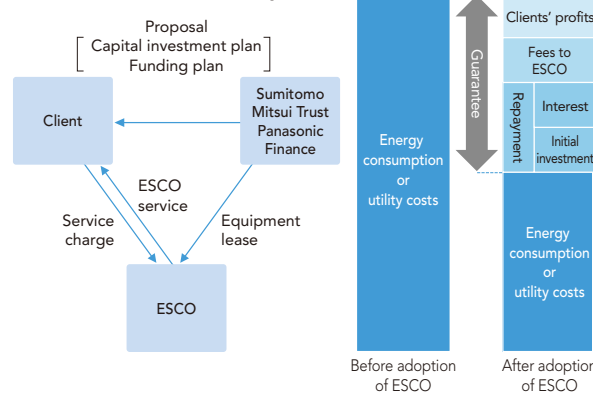 Proposal
Capital investment plan
Funding plan
Client
Sumitomo
Mitsui Trust
Panasonic
Finance
ESCO
service
Service
charge
Equipment
lease
ESCO
Energy
consumption
or
utility costs
Before adoption
of ESCO
Guarantee
Clients' profits
Fees to
ESCO
Repayment
Interest
Initial
investment
Energy
consumption
or
utility costs
After adoption
of ESCO